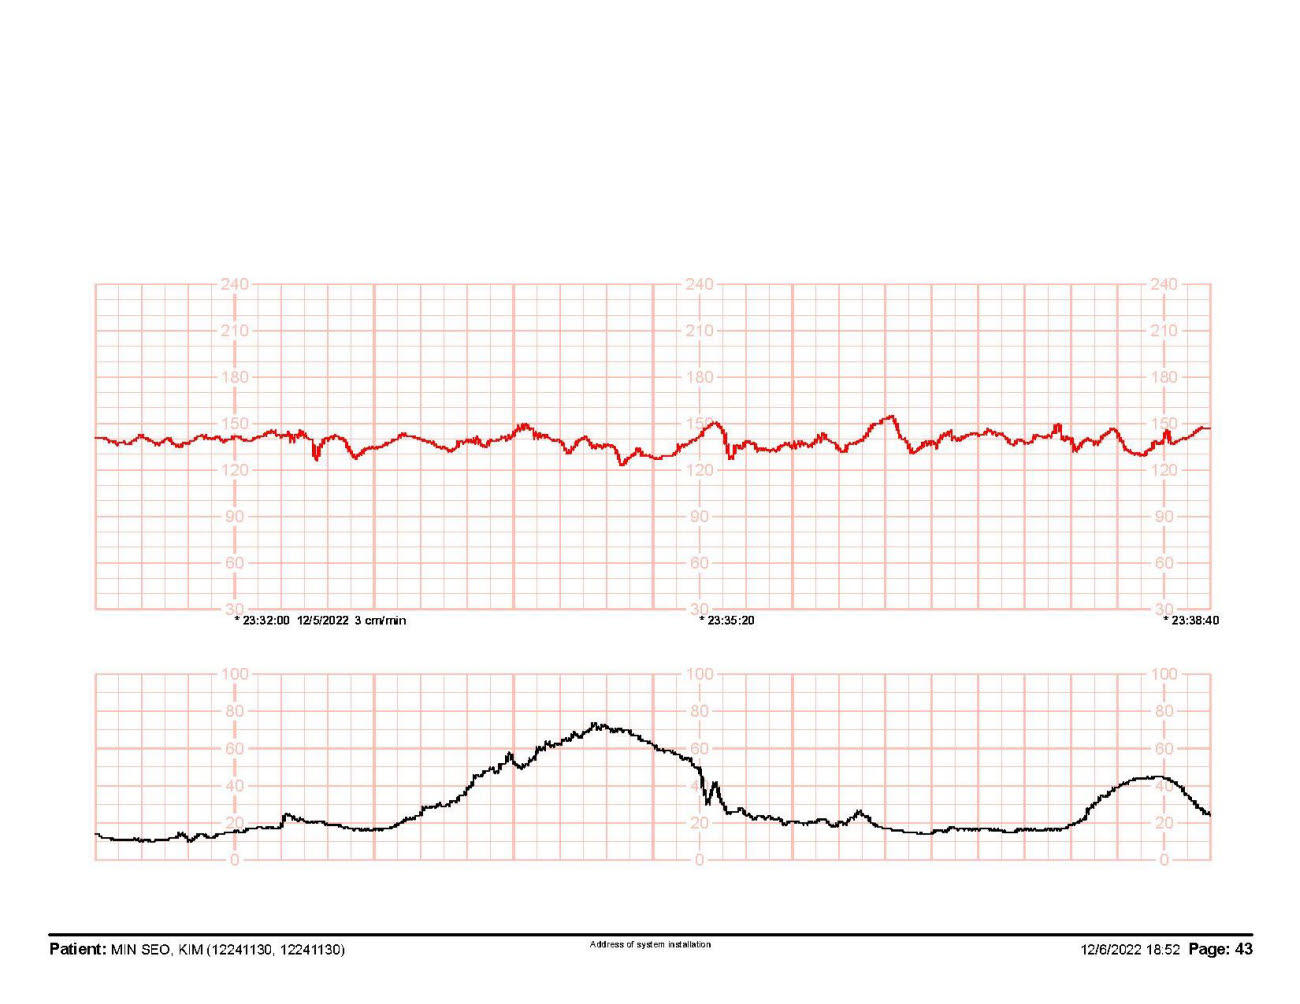 240 240 240
210 210 210
180 180 180
150 150 150
120 120 120
90 90 90
60 60 60
30 30 30
* 23:32:00 12/5/2022 3 cm/min * 23:35:20 * 23:38:40
100 100 100
80 80 80
60 60 60
40 40 40
20 20 20
0 0 0
Patient: MIN SEO, KIM (12241130, 12241130) Address of system installation 12/6/2022 18:52 Page: 43